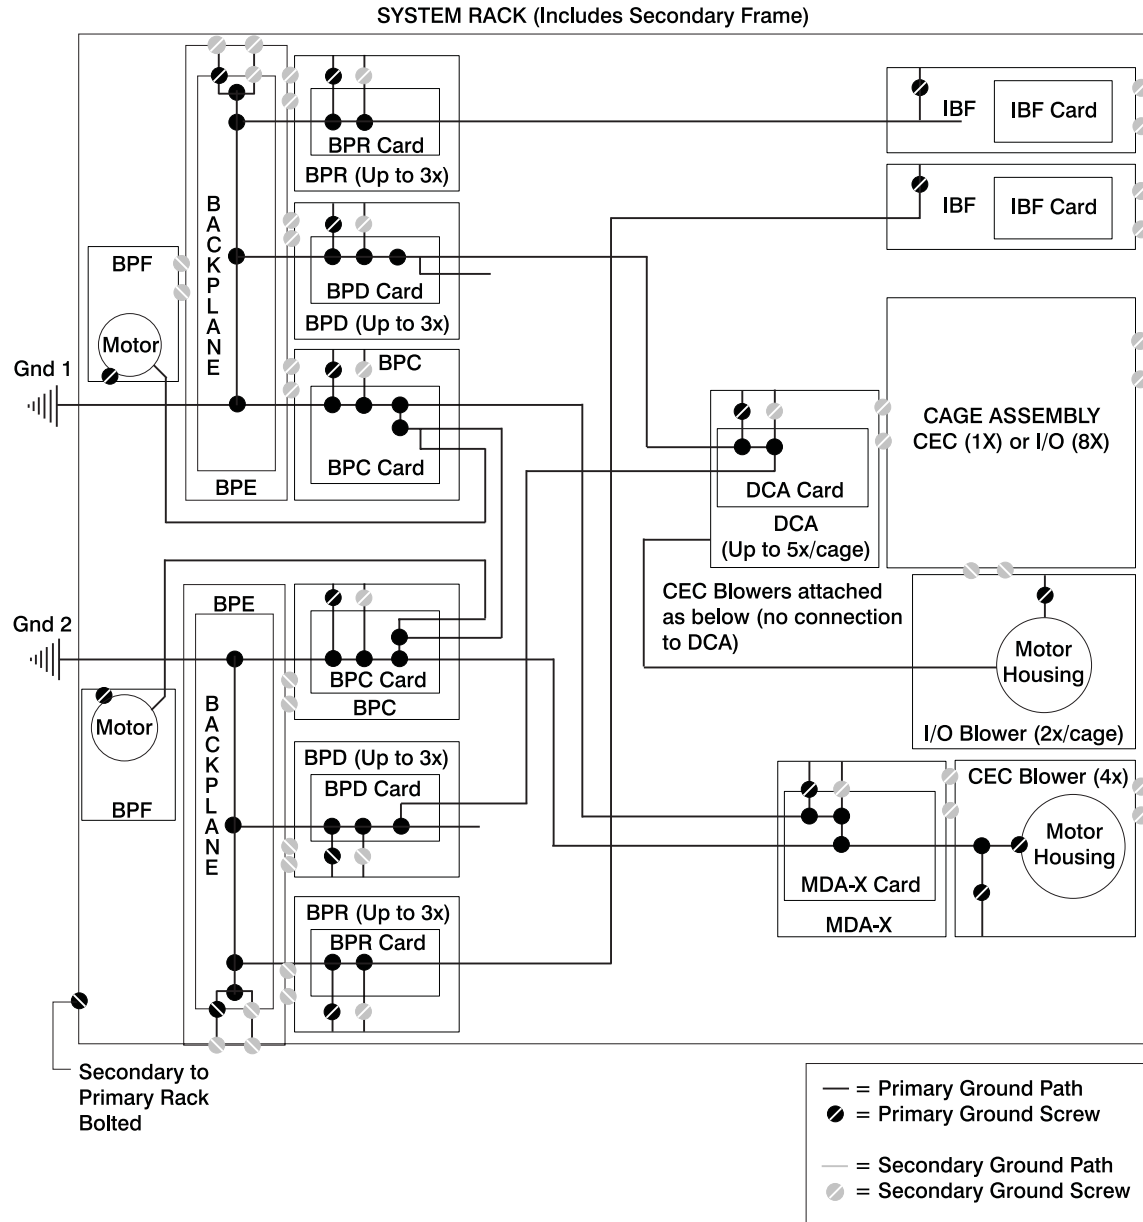 SYSTEM RACK (Includes Secondary Frame)
BACKPLANE
BPR Card
BPR (Up to 3x)
IBF
IBF Card
IBF
IBF Card
BPF
Motor
BPD Card
BPD (Up to 3x)
Gnd 1
BPC
BPC Card
BPE
CAGE ASSEMBLY
CEC (1X) or I/O (8X)
DCA Card
DCA
(Up to 5x/cage)
CEC Blowers attached
as below (no connection
to DCA)
Motor
Housing
I/O Blower (2x/cage)
BPE
Gnd 2
BACKPLANE
BPC Card
BPC
Motor
BPF
BPD (Up to 3x)
BPD Card
CEC Blower (4x)
Motor
Housing
MDA-X Card
MDA-X
BPR (Up to 3x)
BPR Card
Secondary to
Primary Rack
Bolted
= Primary Ground Path
= Primary Ground Screw
= Secondary Ground Path
= Secondary Ground Screw